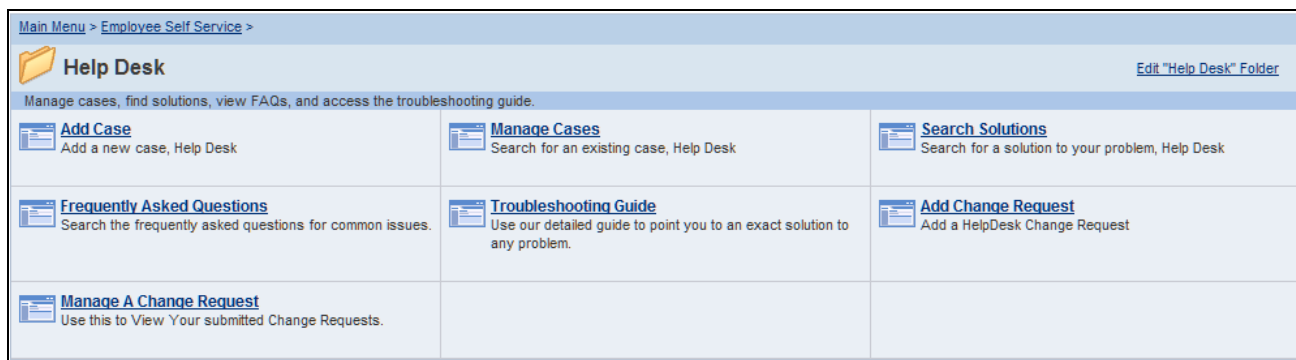 Main Menu > Employee Self Service >
Help Desk
Edit "Help Desk" Folder
Manage cases, find solutions, view FAQs, and access the troubleshooting guide.
Add Case
Add a new case, Help Desk
Manage Cases
Search for an existing case, Help Desk
Search Solutions
Search for a solution to your problem, Help Desk
Frequently Asked Questions
Search the frequently asked questions for common issues.
Troubleshooting Guide
Use our detailed guide to point you to an exact solution to
any problem.
Add Change Request
Add a HelpDesk Change Request
Manage A Change Request
Use this to View Your submitted Change Requests.